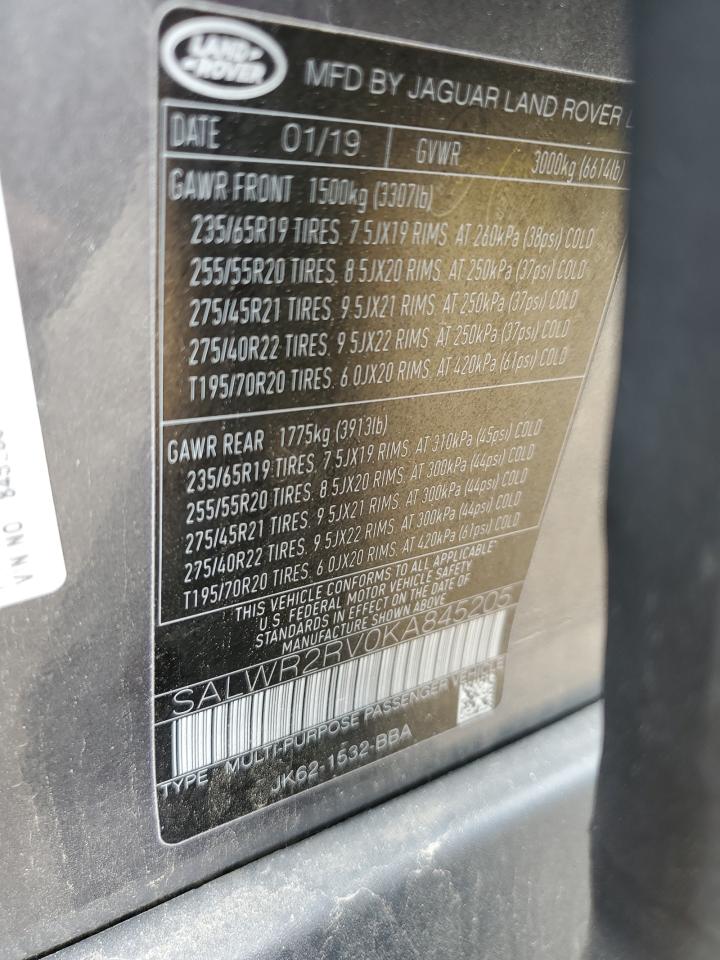 LAND
ROVER
MFD BY JAGUAR LAND ROVER L
DATE 01/19 GVWR 3000kg (6614lb)
GAWR FRONT 1500kg (3307lb)
235/65R19 TIRES, 7.5JX19 RIMS, AT 260kPa (38psi) COLD
255/55R20 TIRES, 8.5JX20 RIMS, AT 250kPa (37psi) COLD
275/45R21 TIRES, 9.5JX21 RIMS, AT 250kPa (37psi) COLD
275/40R22 TIRES, 9.5JX22 RIMS, AT 250kPa (37psi) COLD
T195/70R20 TIRES, 6.0JX20 RIMS, AT 420kPa (61psi) COLD
GAWR REAR 1775kg (3913lb)
235/65R19 TIRES, 7.5JX19 RIMS, AT 310kPa (45psi) COLD
255/55R20 TIRES, 8.5JX20 RIMS, AT 300kPa (44psi) COLD
275/45R21 TIRES, 9.5JX21 RIMS, AT 300kPa (44psi) COLD
275/40R22 TIRES, 9.5JX22 RIMS, AT 300kPa (44psi) COLD
T195/70R20 TIRES, 6.0JX20 RIMS, AT 420kPa (61psi) COLD
THIS VEHICLE CONFORMS TO ALL APPLICABLE
U.S. FEDERAL MOTOR VEHICLE SAFETY
STANDARDS IN EFFECT ON THE DATE OF
MANUFACTURE SHOWN ABOVE
SALWR2RV0KA845205
TYPE MULTI-PURPOSE PASSENGER VEHICLE
JK62-1532-BBA